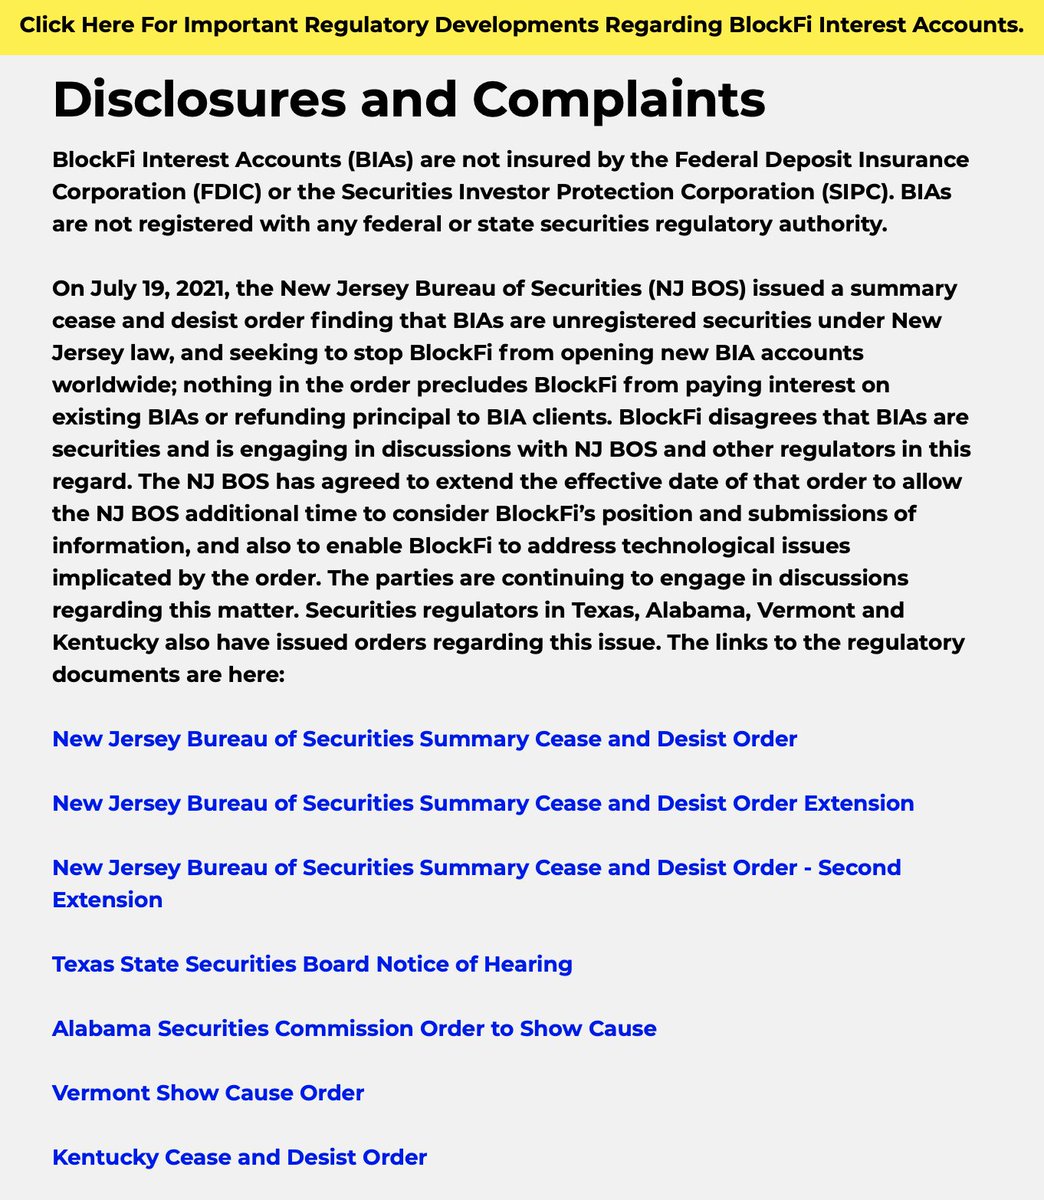 Click Here For Important Regulatory Developments Regarding BlockFi Interest Accounts.
Disclosures and Complaints
BlockFi Interest Accounts (BIAs) are not insured by the Federal Deposit Insurance
Corporation (FDIC) or the Securities Investor Protection Corporation (SIPC). BIAs
are not registered with any federal or state securities regulatory authority.
On July 19, 2021, the New Jersey Bureau of Securities (NJ BOS) issued a summary
cease and desist order finding that BIAs are unregistered securities under New
Jersey law, and seeking to stop BlockFi from opening new BIA accounts
worldwide; nothing in the order precludes BlockFi from paying interest on
existing BIAs or refunding principal to BIA clients. BlockFi disagrees that BIAs are
securities and is engaging in discussions with NJ BOS and other regulators in this
regard. The NJ BOS has agreed to extend the effective date of that order to allow
the NJ BOS additional time to consider BlockFi’s position and submissions of
information, and also to enable BlockFi to address technological issues
implicated by the order. The parties are continuing to engage in discussions
regarding this matter. Securities regulators in Texas, Alabama, Vermont and
Kentucky also have issued orders regarding this issue. The links to the regulatory
documents are here:
New Jersey Bureau of Securities Summary Cease and Desist Order
New Jersey Bureau of Securities Summary Cease and Desist Order Extension
New Jersey Bureau of Securities Summary Cease and Desist Order - Second
Extension
Texas State Securities Board Notice of Hearing
Alabama Securities Commission Order to Show Cause
Vermont Show Cause Order
Kentucky Cease and Desist Order